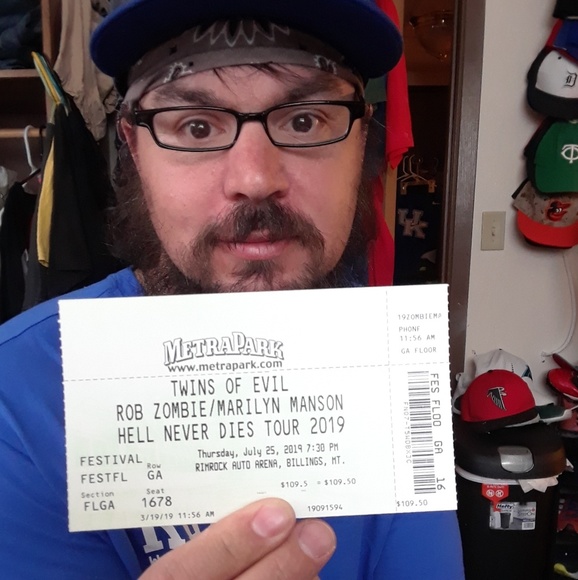 METRAPARK
www.metrapark.com
TWINS OF EVIL
ROB ZOMBIE/MARILYN MANSON
HELL NEVER DIES TOUR 2019
Thursday, July 25, 2019 7:30 PM
RIMROCK AUTO ARENA, BILLINGS, MT.
FESTIVAL
FESTFL
Row
GA
Section
FLGA
Seat
1678
$109.5 = $109.50
3/19/19 11:56 AM
19091594
PHONE
11:56 AM
GA FLOOR
FES FLOO GA 16
$109.50
UK
D
TC
Hefty